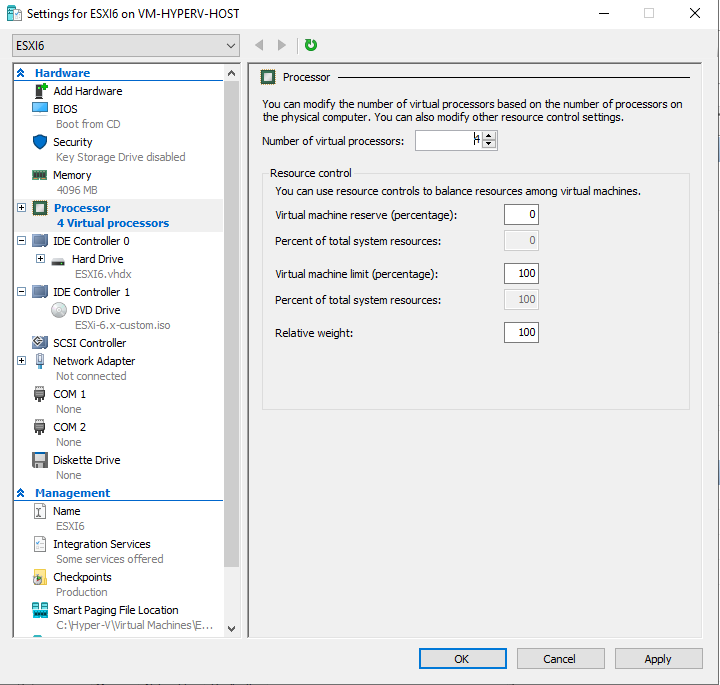 Settings for ESXI6 on VM-HYPERV-HOST
ESXI6
Hardware
Add Hardware
BIOS
Boot from CD
Security
Key Storage Drive disabled
Memory
4096 MB
Processor
4 Virtual processors
IDE Controller 0
Hard Drive
ESXI6.vhdx
IDE Controller 1
DVD Drive
ESXi-6.x-custom.iso
SCSI Controller
Network Adapter
Not connected
COM 1
None
COM 2
None
Diskette Drive
None
Management
Name
ESXI6
Integration Services
Some services offered
Checkpoints
Production
Smart Paging File Location
C:\Hyper-V\Virtual Machines\E...
Processor
You can modify the number of virtual processors based on the number of processors on
the physical computer. You can also modify other resource control settings.
Number of virtual processors: 4
Resource control
You can use resource controls to balance resources among virtual machines.
Virtual machine reserve (percentage): 0
Percent of total system resources: 0
Virtual machine limit (percentage): 100
Percent of total system resources: 100
Relative weight: 100
OK Cancel Apply